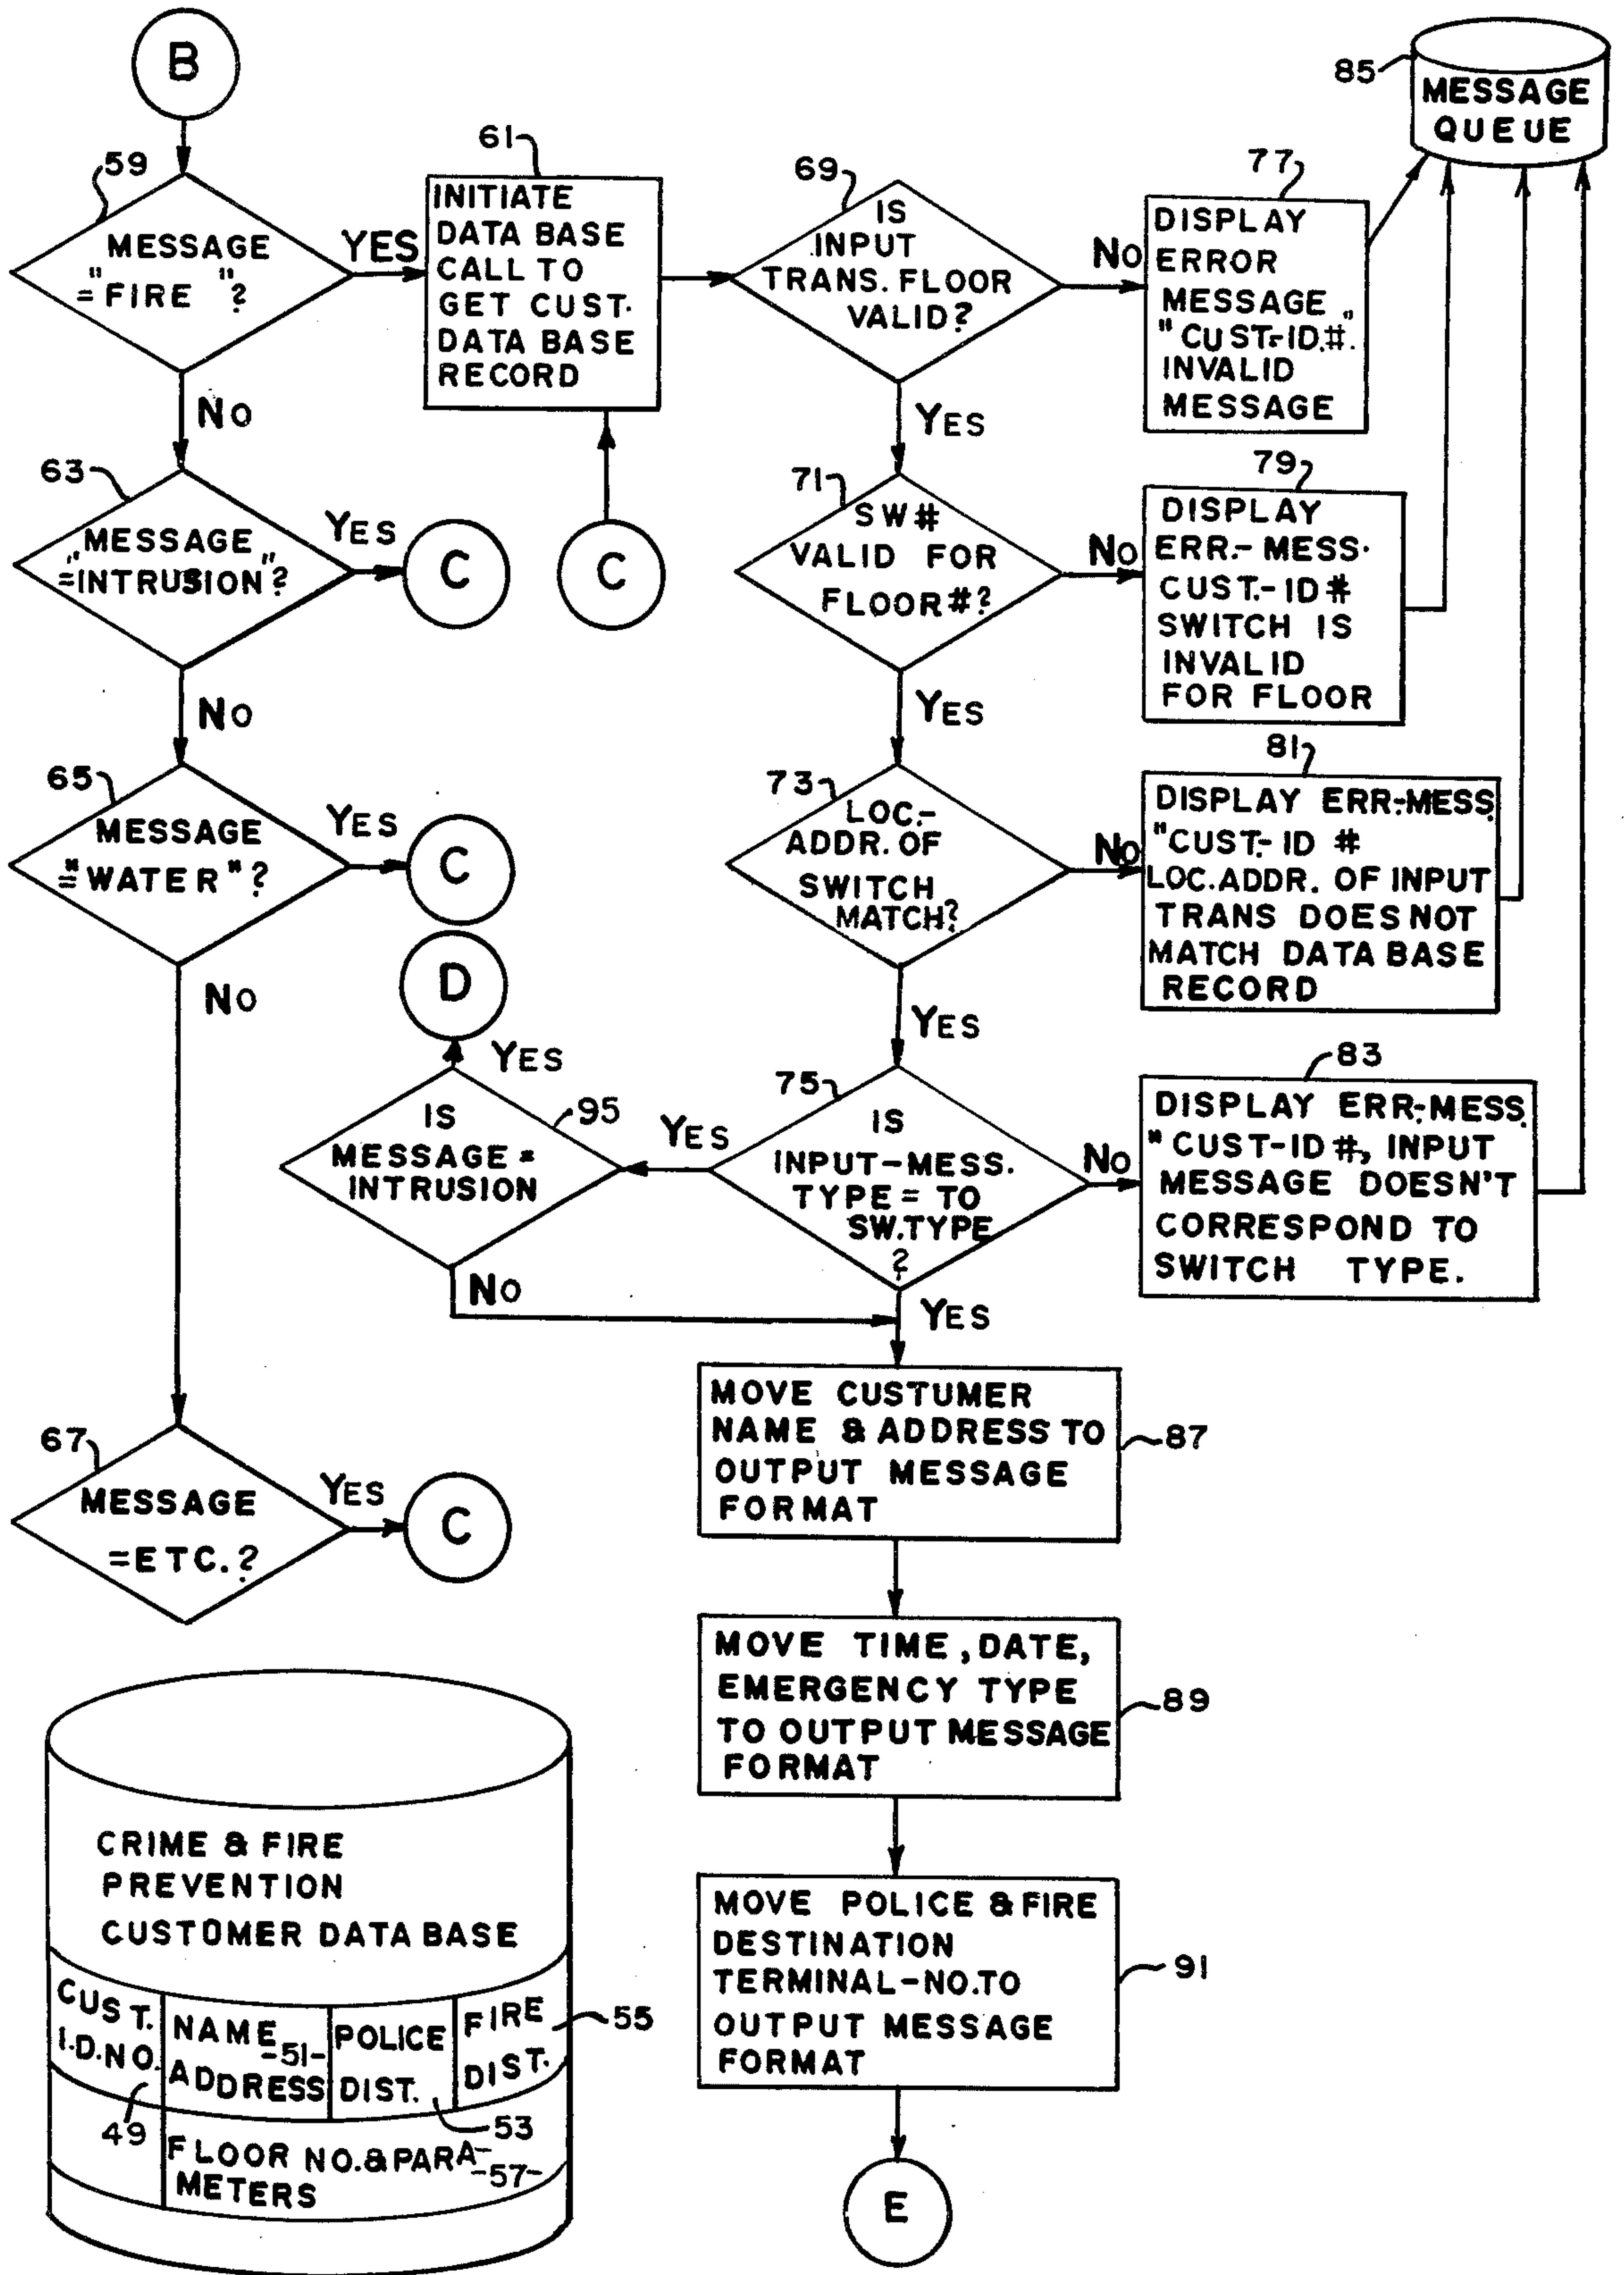 B
59
MESSAGE
"=FIRE"?
YES
NO
61
INITIATE
DATA BASE
CALL TO
GET CUST.
DATA BASE
RECORD
C
69
IS
INPUT
TRANS. FLOOR
VALID?
NO
YES
77
DISPLAY
ERROR
MESSAGE
"CUST.-ID.#.
INVALID
MESSAGE
85
MESSAGE
QUEUE
63
MESSAGE
"=INTRUSION"?
YES
C
NO
71
SW#
VALID FOR
FLOOR#?
NO
YES
79
DISPLAY
ERR.-MESS.
CUST.-ID#
SWITCH IS
INVALID
FOR FLOOR
65
MESSAGE
="WATER"?
YES
C
NO
73
LOC.-
ADDR. OF
SWITCH
MATCH?
NO
YES
81
DISPLAY ERR.-MESS.
"CUST.-ID #
LOC.ADDR. OF INPUT
TRANS DOES NOT
MATCH DATA BASE
RECORD
D
YES
95
IS
MESSAGE=
INTRUSION
NO
YES
75
IS
INPUT-MESS.
TYPE = TO
SW.TYPE
?
NO
YES
83
DISPLAY ERR.-MESS.
"CUST-ID#, INPUT
MESSAGE DOESN'T
CORRESPOND TO
SWITCH TYPE.
67
MESSAGE
=ETC.?
YES
C
MOVE CUSTUMER
NAME & ADDRESS TO
OUTPUT MESSAGE
FORMAT
87
MOVE TIME, DATE,
EMERGENCY TYPE
TO OUTPUT MESSAGE
FORMAT
89
MOVE POLICE & FIRE
DESTINATION
TERMINAL-NO.TO
OUTPUT MESSAGE
FORMAT
91
E
CRIME & FIRE
PREVENTION
CUSTOMER DATA BASE
CUST.
I.D.NO.
49
NAME
-51-
ADDRESS
POLICE
DIST.
53
FIRE
DIST.
55
FLOOR NO.&PARA-
METERS
-57-